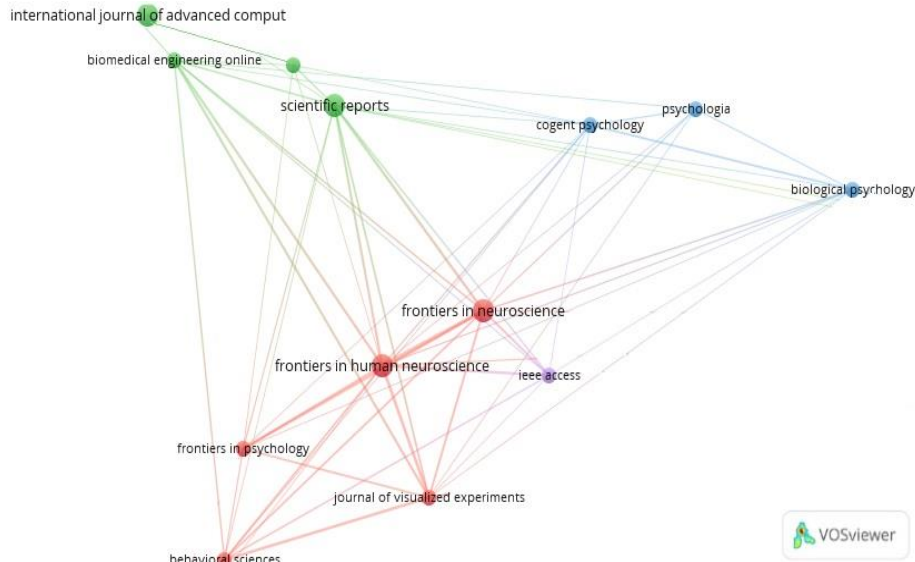 international journal of advanced comput
biomedical engineering online
scientific reports
psychologia
cogent psychology
biological psychology
frontiers in neuroscience
frontiers in human neuroscience
ieee access
frontiers in psychology
journal of visualized experiments
behavioral sciences
VOSviewer